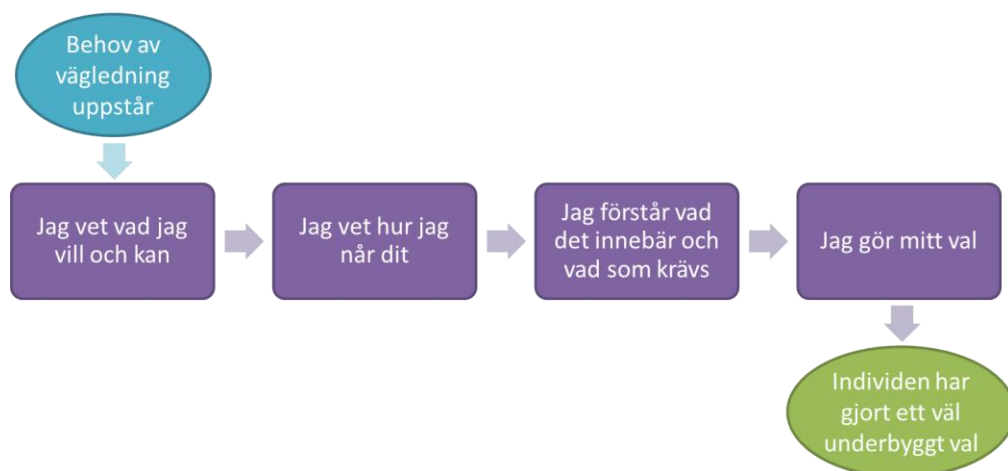 Behov av
vägledning
uppstår
Jag vet vad jag
vill och kan
Jag vet hur jag
når dit
Jag förstår vad
det innebär och
vad som krävs
Jag gör mitt val
Individen har
gjort ett väl
underbyggt val